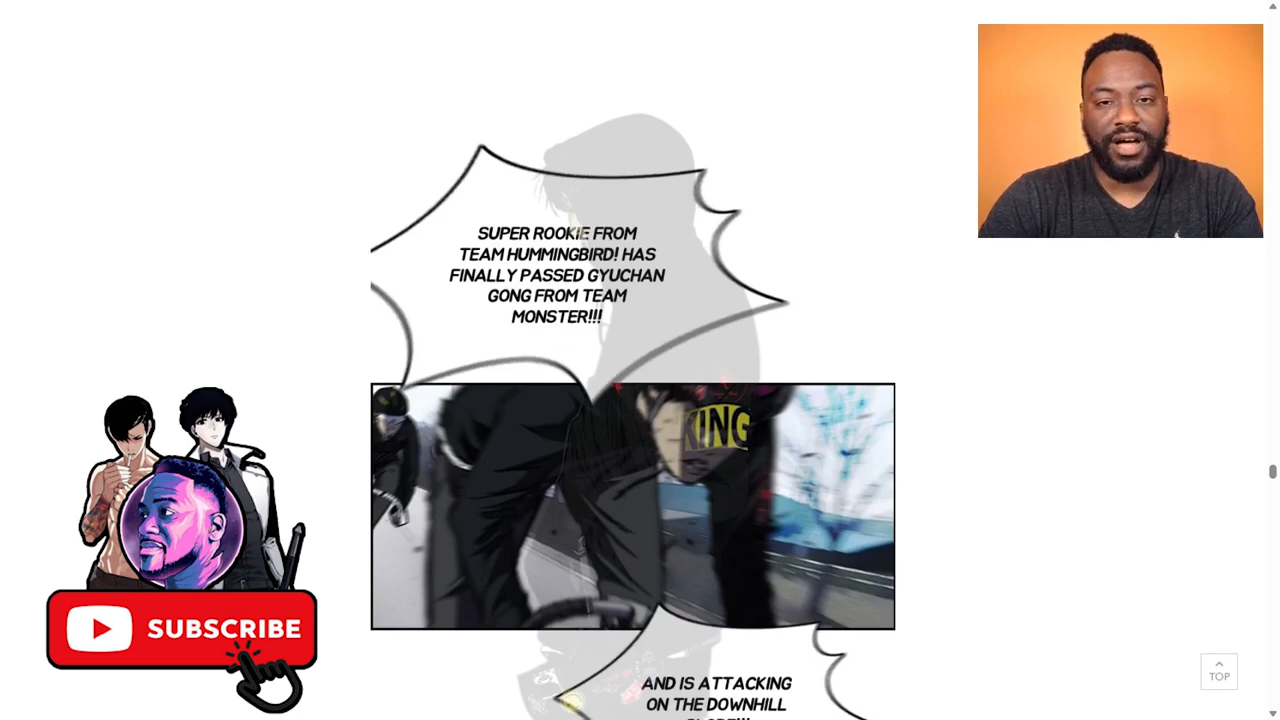 SUPER ROOKIE FROM
TEAM HUMMINGBIRD! HAS
FINALLY PASSED GYUCHAN
GONG FROM TEAM
MONSTER!!!
KING
SUBSCRIBE
AND IS ATTACKING
ON THE DOWNHILL
TOP